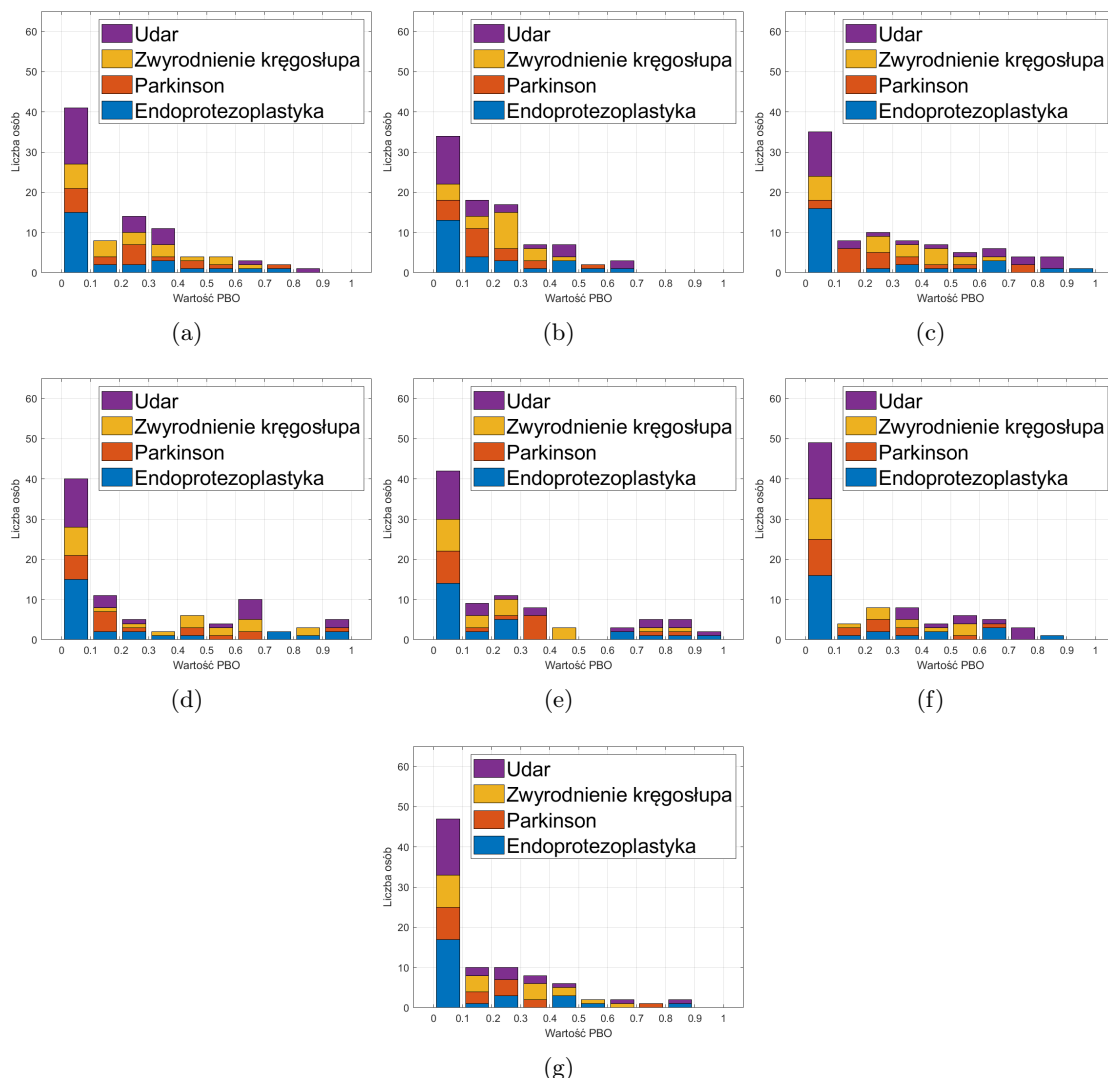 60
50
40
30
20
10
0
Liczba osób
Udar
Zwyrodnienie kręgosłupa
Parkinson
Endoprotezoplastyka
0 0.1 0.2 0.3 0.4 0.5 0.6 0.7 0.8 0.9 1
Wartość PBO
(a)
60
50
40
30
20
10
0
Liczba osób
Udar
Zwyrodnienie kręgosłupa
Parkinson
Endoprotezoplastyka
0 0.1 0.2 0.3 0.4 0.5 0.6 0.7 0.8 0.9 1
Wartość PBO
(b)
60
50
40
30
20
10
0
Liczba osób
Udar
Zwyrodnienie kręgosłupa
Parkinson
Endoprotezoplastyka
0 0.1 0.2 0.3 0.4 0.5 0.6 0.7 0.8 0.9 1
Wartość PBO
(c)
60
50
40
30
20
10
0
Liczba osób
Udar
Zwyrodnienie kręgosłupa
Parkinson
Endoprotezoplastyka
0 0.1 0.2 0.3 0.4 0.5 0.6 0.7 0.8 0.9 1
Wartość PBO
(d)
60
50
40
30
20
10
0
Liczba osób
Udar
Zwyrodnienie kręgosłupa
Parkinson
Endoprotezoplastyka
0 0.1 0.2 0.3 0.4 0.5 0.6 0.7 0.8 0.9 1
Wartość PBO
(e)
60
50
40
30
20
10
0
Liczba osób
Udar
Zwyrodnienie kręgosłupa
Parkinson
Endoprotezoplastyka
0 0.1 0.2 0.3 0.4 0.5 0.6 0.7 0.8 0.9 1
Wartość PBO
(f)
60
50
40
30
20
10
0
Liczba osób
Udar
Zwyrodnienie kręgosłupa
Parkinson
Endoprotezoplastyka
0 0.1 0.2 0.3 0.4 0.5 0.6 0.7 0.8 0.9 1
Wartość PBO
(g)